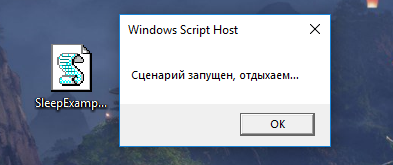 Windows Script Host
Сценарий запущен, отдыхаем...
SleepExamp...
OK